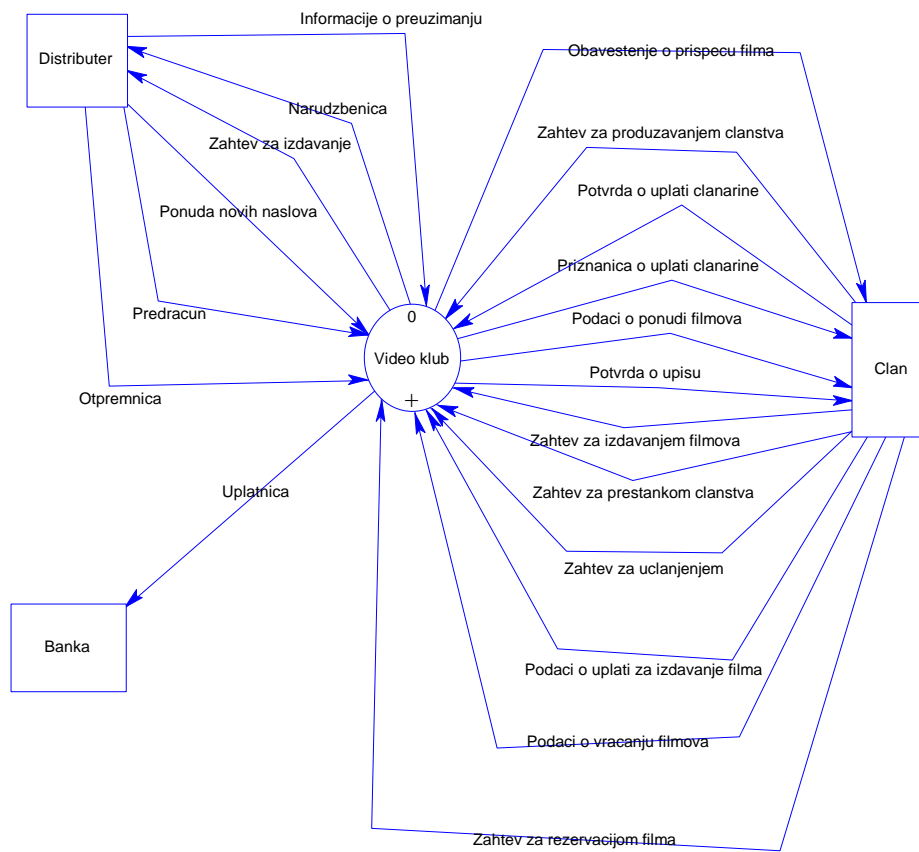 Informacije o preuzimanju
Distributer
Obavestenje o prispecu filma
Narudzbenica
Zahtev za izdavanje
Zahtev za produzavanjem clanstva
Potvrda o uplati clanarine
Ponuda novih naslova
Priznanica o uplati clanarine
Predracun
0
Podaci o ponudi filmova
Video klub
Clan
Potvrda o upisu
Otpremnica
+
Zahtev za izdavanjem filmova
Uplatnica
Zahtev za prestankom clanstva
Zahtev za uclanjenjem
Banka
Podaci o uplati za izdavanje filma
Podaci o vracanju filmova
Zahtev za rezervacijom filma